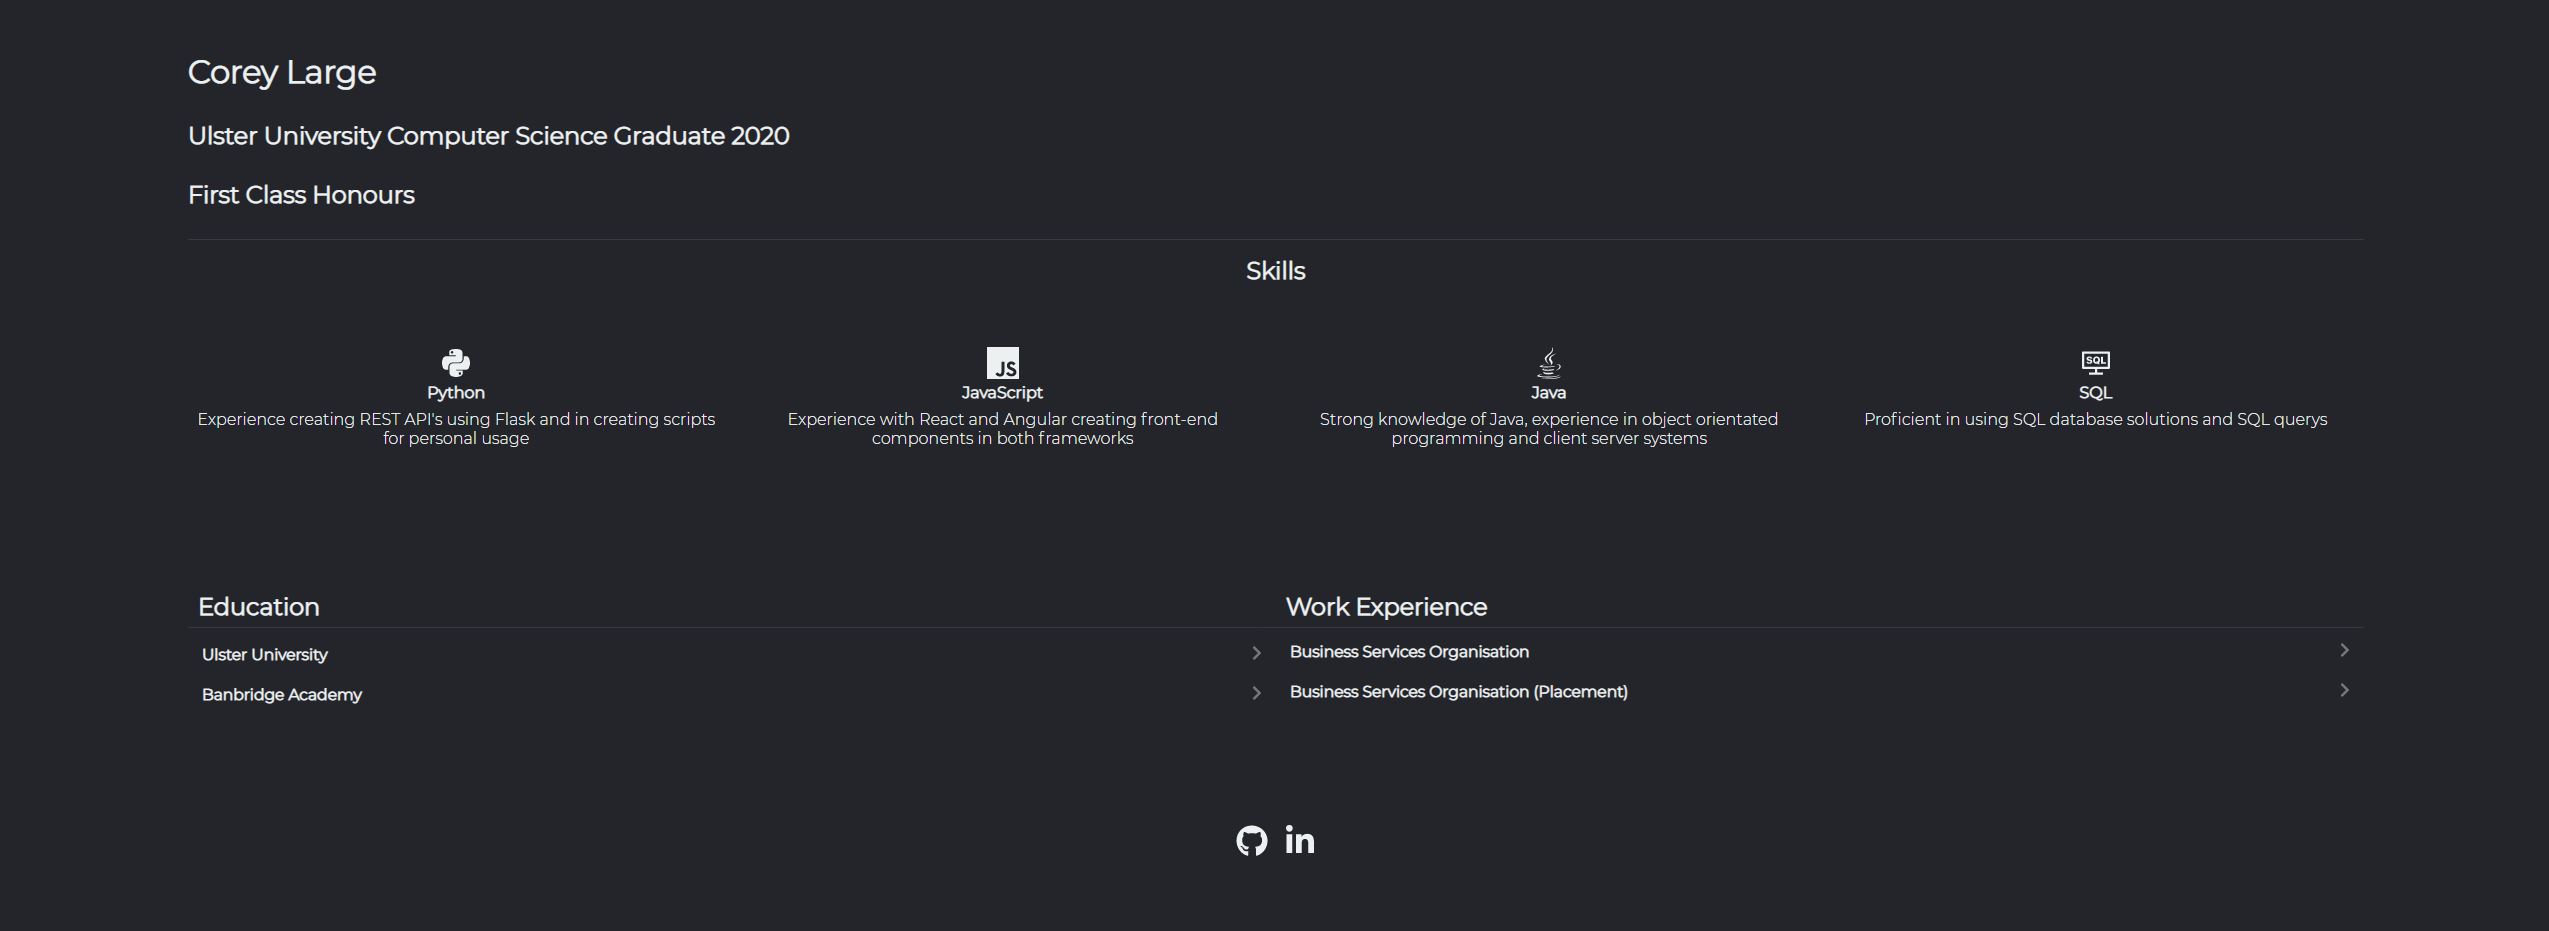 Corey Large
Ulster University Computer Science Graduate 2020
First Class Honours
Skills
JS
SQL
Python
JavaScript
Java
SQL
Experience creating REST API's using Flask and in creating scripts
for personal usage
Experience with React and Angular creating front-end
components in both frameworks
Strong knowledge of Java, experience in object orientated
programming and client server systems
Proficient in using SQL database solutions and SQL querys
Education
Ulster University
Banbridge Academy
Work Experience
Business Services Organisation
Business Services Organisation (Placement)
in